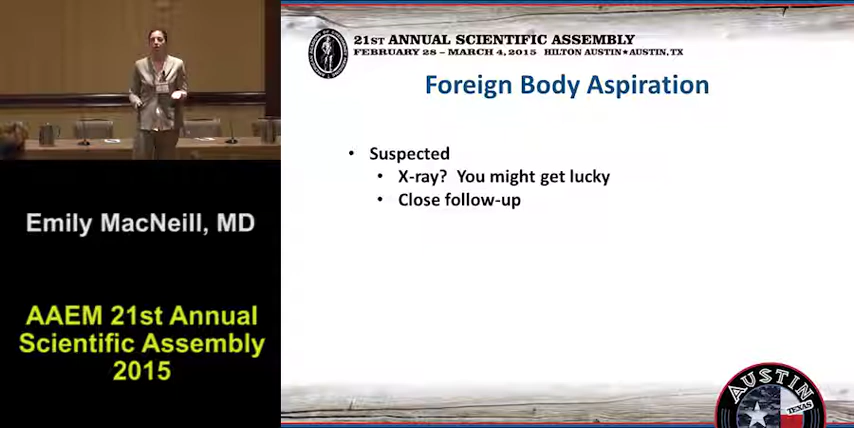 Emily MacNeill, MD
AAEM 21st Annual
Scientific Assembly
2015
21ST ANNUAL SCIENTIFIC ASSEMBLY
FEBRUARY 28 – MARCH 4, 2015 HILTON AUSTIN★AUSTIN, TX
Foreign Body Aspiration
• Suspected
• X-ray? You might get lucky
• Close follow-up
AUSTIN
TEXAS